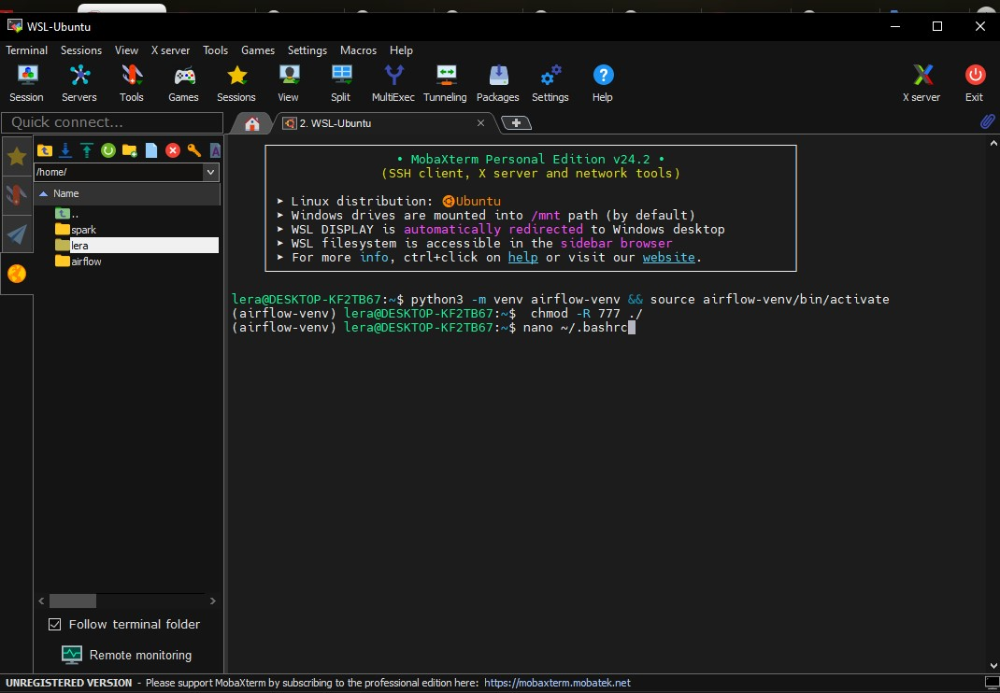 WSL-Ubuntu
Terminal Sessions View X server Tools Games Settings Macros Help
Session Servers Tools Games Sessions View Split MultiExec Tunneling Packages Settings Help X server Exit
Quick connect...
2. WSL-Ubuntu
/home/
Name
..
spark
lera
airflow
• MobaXterm Personal Edition v24.2 •
(SSH client, X server and network tools)
➤ Linux distribution: Ubuntu
➤ Windows drives are mounted into /mnt path (by default)
➤ WSL DISPLAY is automatically redirected to Windows desktop
➤ WSL filesystem is accessible in the sidebar browser
➤ For more info, ctrl+click on help or visit our website.
lera@DESKTOP-KF2TB67:~$ python3 -m venv airflow-venv && source airflow-venv/bin/activate
(airflow-venv) lera@DESKTOP-KF2TB67:~$  chmod -R 777 ./
(airflow-venv) lera@DESKTOP-KF2TB67:~$ nano ~/.bashrc
Follow terminal folder
Remote monitoring
UNREGISTERED VERSION - Please support MobaXterm by subscribing to the professional edition here: https://mobaxterm.mobatek.net